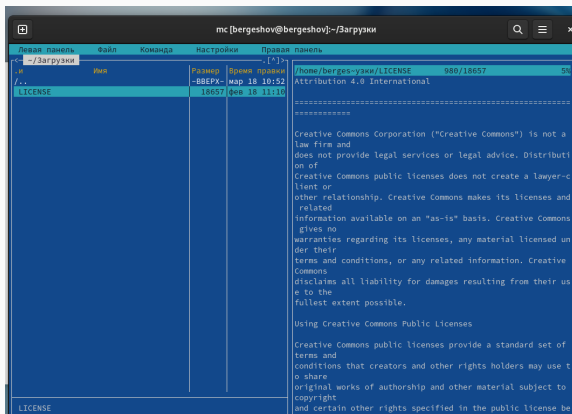 mc [bergeshov@bergeshov]:~/Загрузки
Левая панель Файл Команда Настройки Правая панель
<— ~/Загрузки .[^]>
.и Имя Размер Время правки
/.. -ВВЕРХ- мар 18 10:52
LICENSE 18657 фев 18 11:10
LICENSE
/home/berges~узки/LICENSE 980/18657 5%
Attribution 4.0 International
=======================================================
============
Creative Commons Corporation ("Creative Commons") is not a
law firm and
does not provide legal services or legal advice. Distributi
on of
Creative Commons public licenses does not create a lawyer-c
lient or
other relationship. Creative Commons makes its licenses and
related
information available on an "as-is" basis. Creative Commons
gives no
warranties regarding its licenses, any material licensed un
der their
terms and conditions, or any related information. Creative
Commons
disclaims all liability for damages resulting from their us
e to the
fullest extent possible.
Using Creative Commons Public Licenses
Creative Commons public licenses provide a standard set of
terms and
conditions that creators and other rights holders may use t
o share
original works of authorship and other material subject to
copyright
and certain other rights specified in the public license be